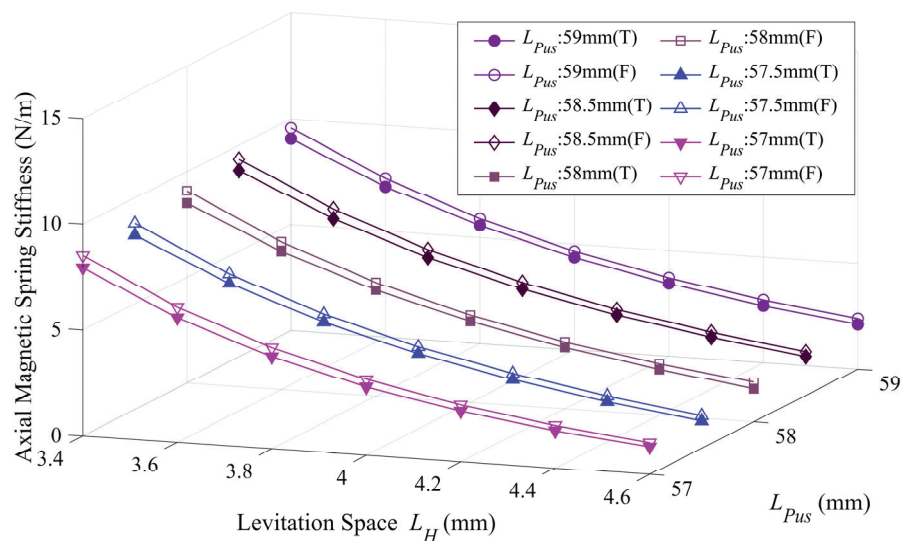 L_Pus:59mm(T)
L_Pus:59mm(F)
L_Pus:58.5mm(T)
L_Pus:58.5mm(F)
L_Pus:58mm(T)
L_Pus:58mm(F)
L_Pus:57.5mm(T)
L_Pus:57.5mm(F)
L_Pus:57mm(T)
L_Pus:57mm(F)
Axial Magnetic Spring Stiffness (N/m)
15
10
5
0
3.4
3.6
3.8
4
4.2
4.4
4.6
Levitation Space L_H (mm)
57
58
59
L_Pus (mm)